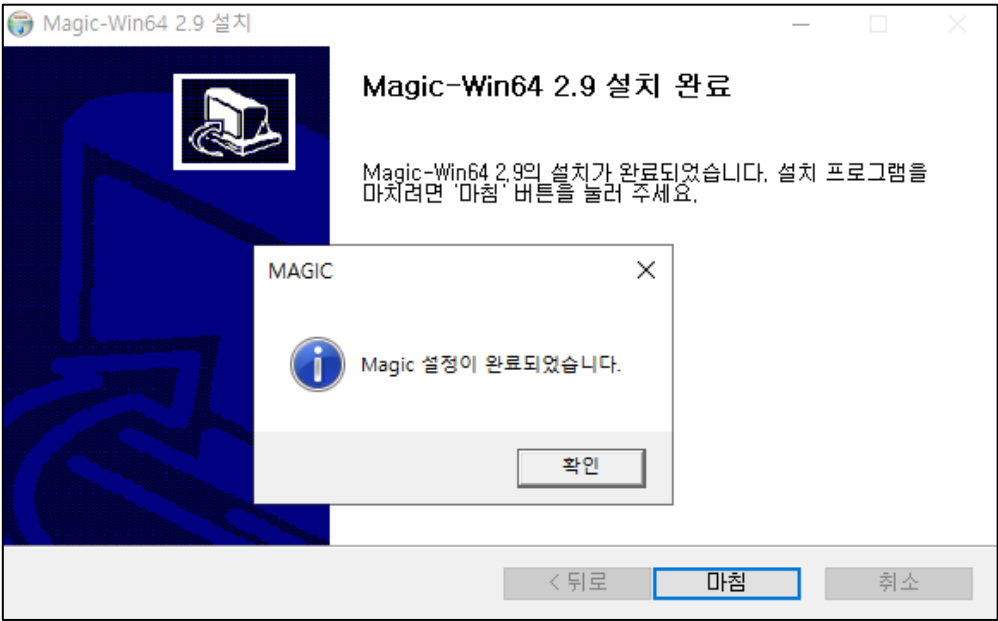 Magic-Win64 2.9 설치
Magic-Win64 2.9 설치 완료
Magic-Win64 2,9의 설치가 완료되었습니다. 설치 프로그램을
마치려면 '마침' 버튼을 눌러 주세요.
MAGIC
Magic 설정이 완료되었습니다.
확인
< 뒤로
마침
취소